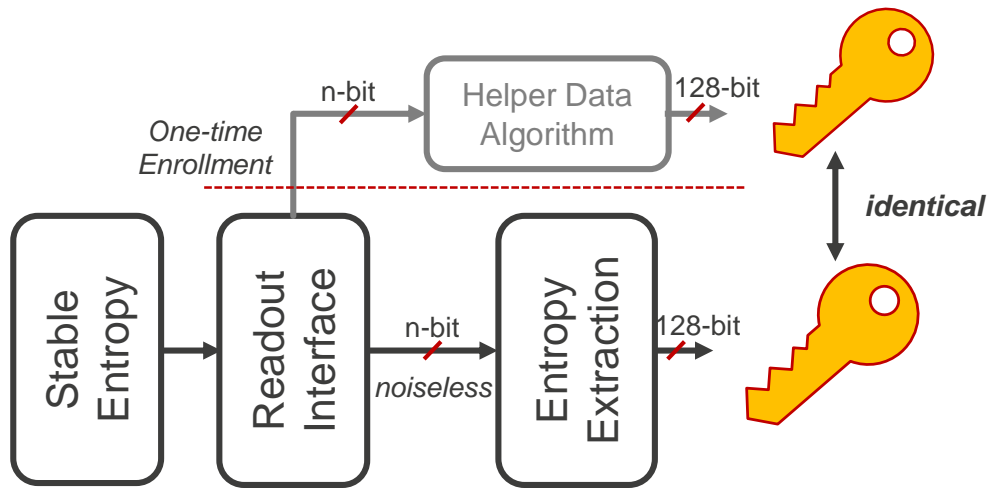 n-bit
Helper Data
Algorithm
128-bit
One-time
Enrollment
identical
Stable
Entropy
Readout
Interface
n-bit
noiseless
Entropy
Extraction
128-bit